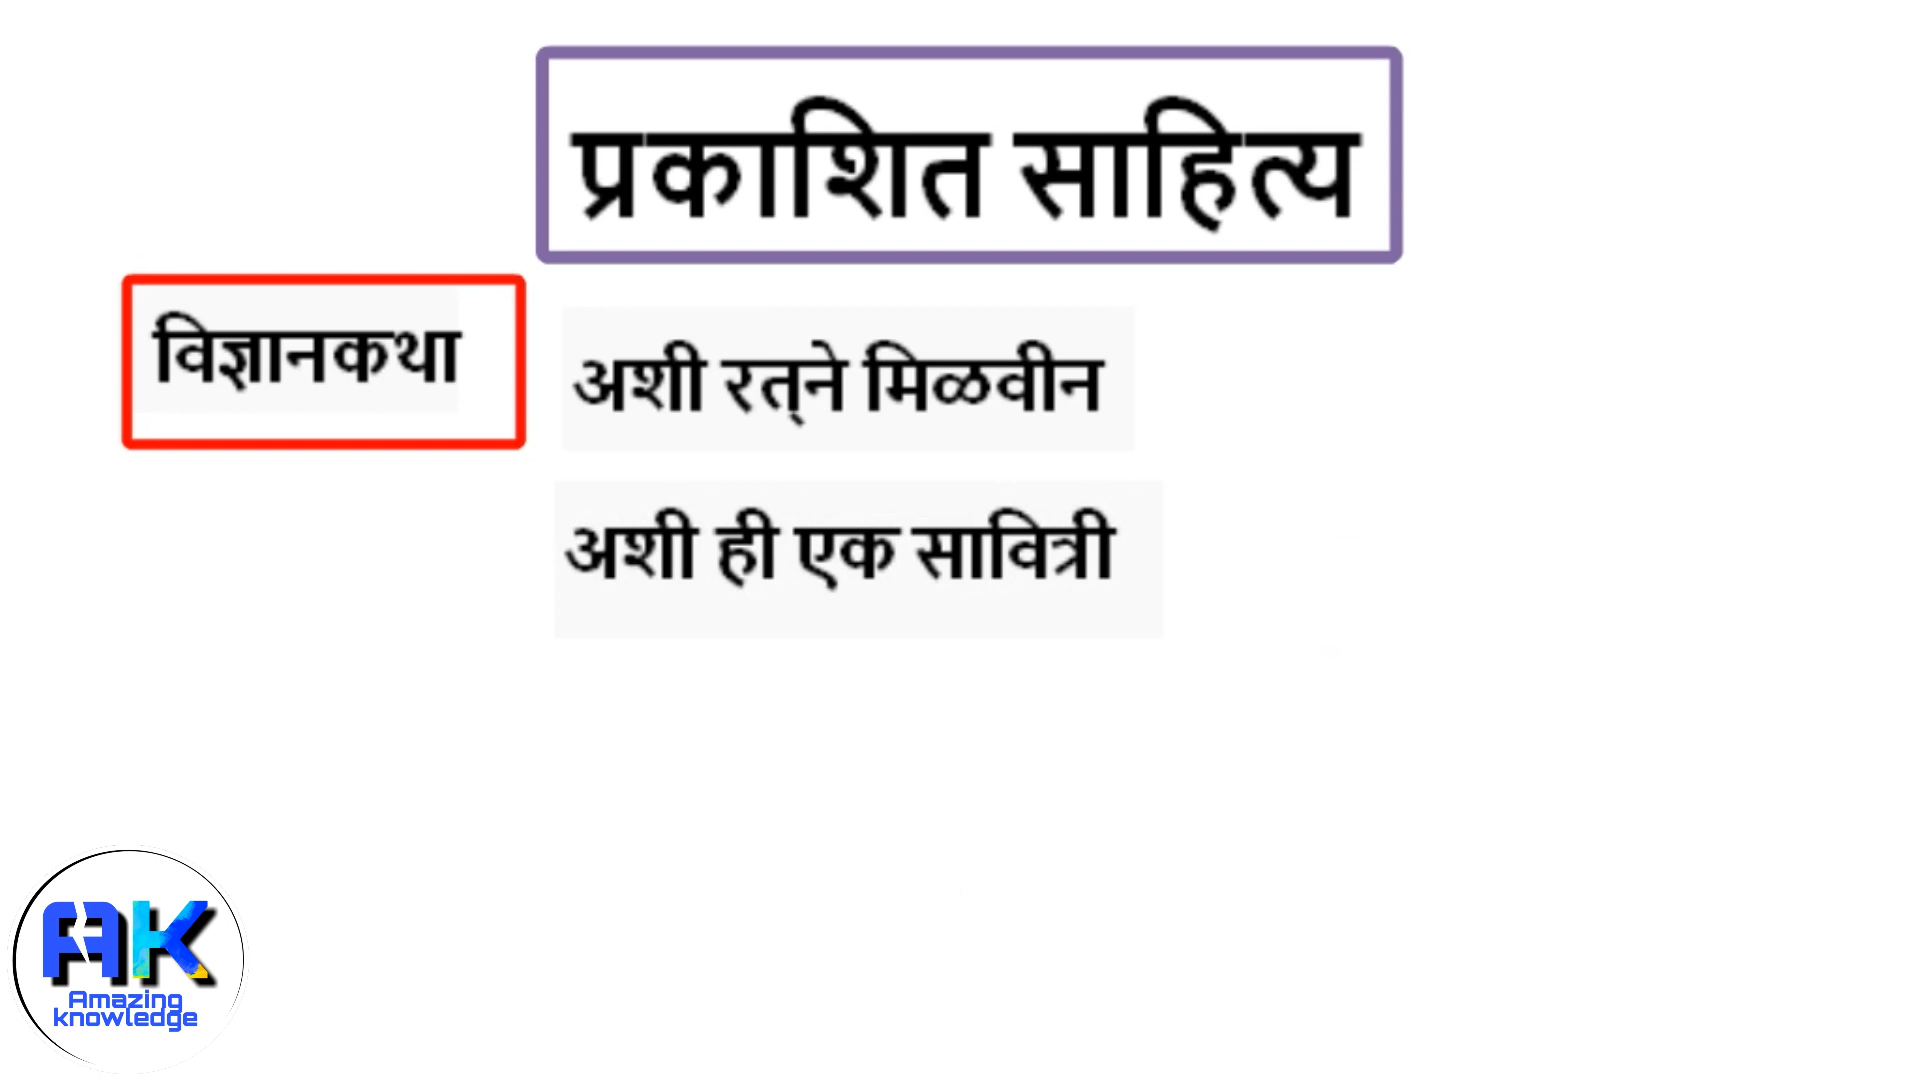 प्रकाशित साहित्य
विज्ञानकथा
अशी रत्‌ने मिळवीन
अशी ही एक सावित्री
AK
Amazing
knowledge